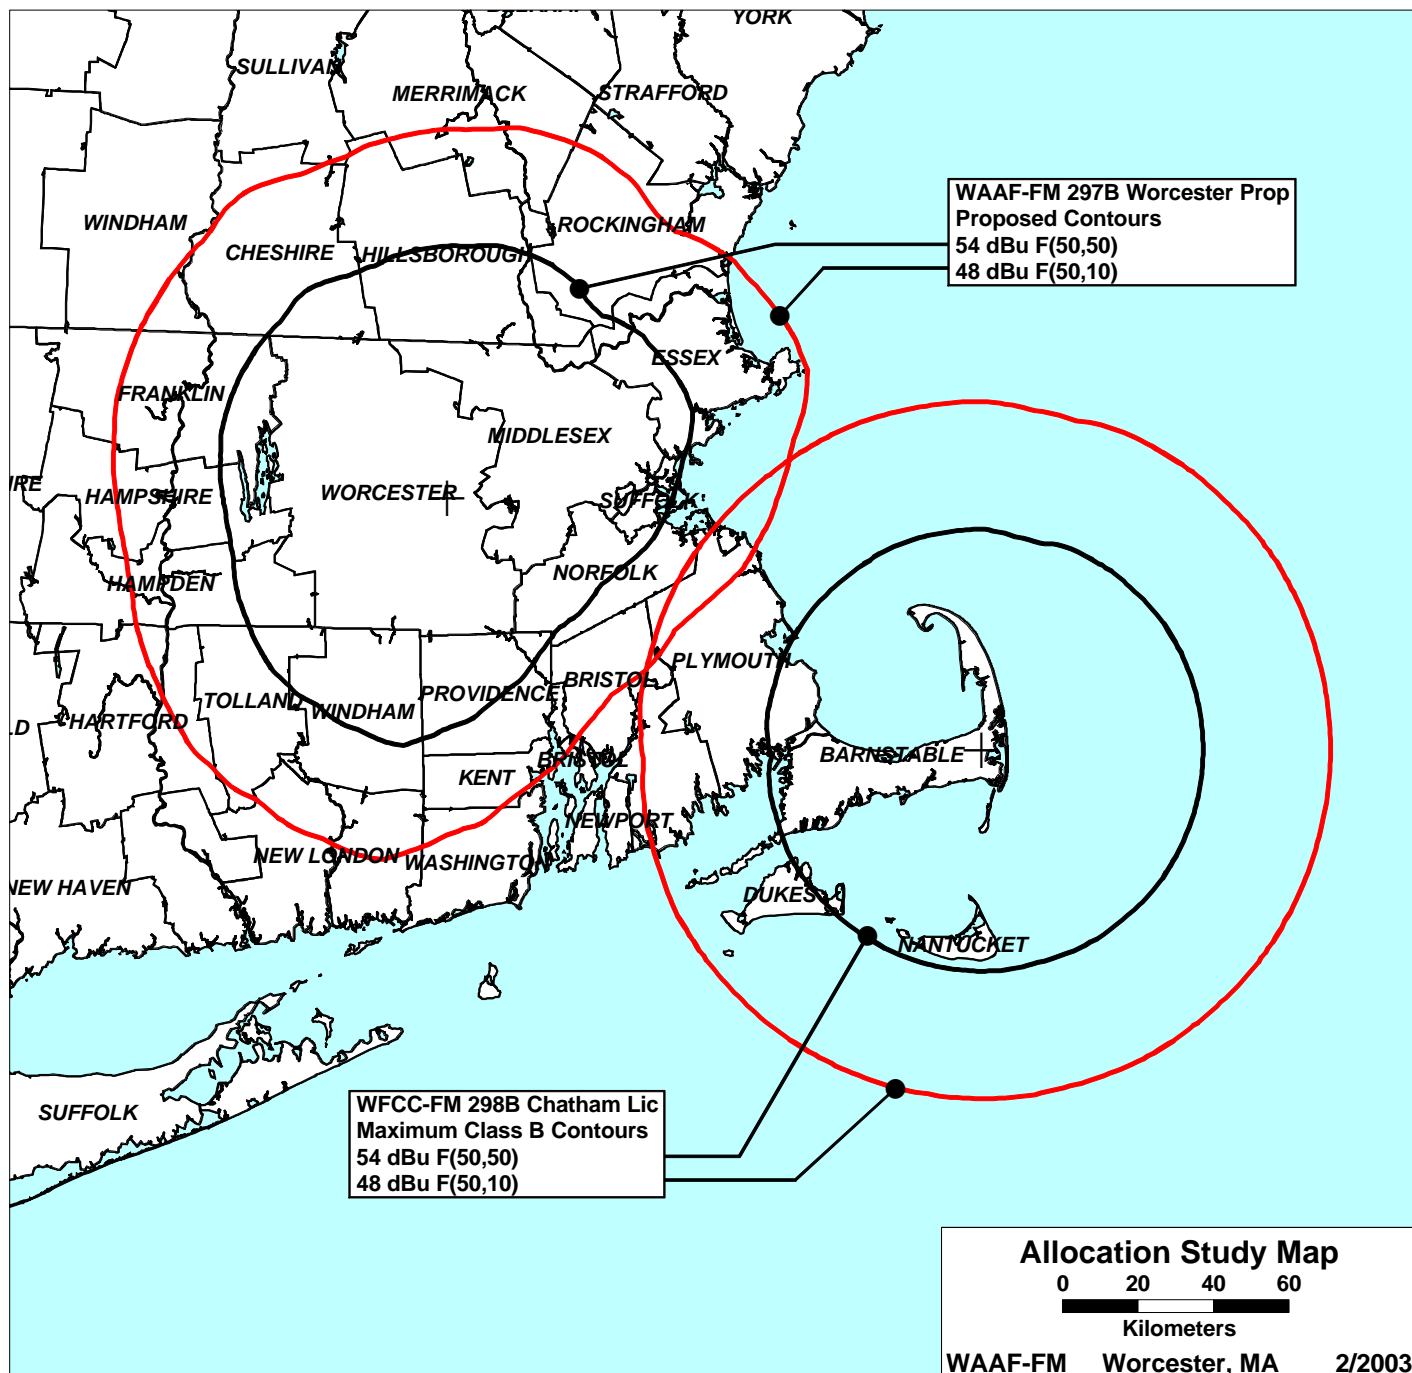 YORK
SULLIVAN
MERRIMACK
STRAFFORD
WAAF-FM 297B Worcester Prop
Proposed Contours
54 dBu F(50,50)
48 dBu F(50,10)
WINDHAM
ROCKINGHAM
CHESHIRE
HILLSBOROUGH
ESSEX
FRANKLIN
MIDDLESEX
IRE
HAMPSHIRE
WORCESTER
SUFFOLK
HAMPDEN
NORFOLK
PLYMOUTH
BRISTOL
TOLLAND
WINDHAM
PROVIDENCE
LD
HARTFORD
BARNSTABLE
BRISTOL
KENT
NEWPORT
NEW LONDON
WASHINGTON
NEW HAVEN
DUKES
NANTUCKET
SUFFOLK
WFCC-FM 298B Chatham Lic
Maximum Class B Contours
54 dBu F(50,50)
48 dBu F(50,10)
Allocation Study Map
0 20 40 60
Kilometers
WAAF-FM Worcester, MA 2/2003